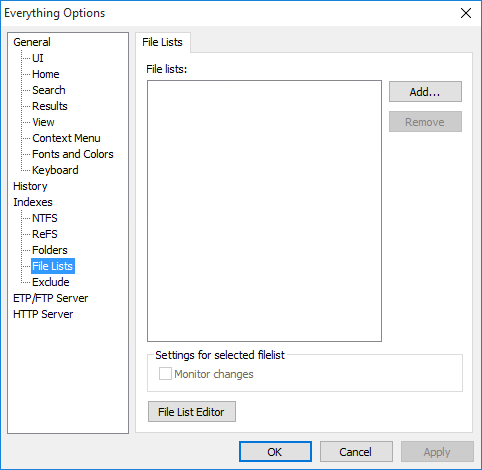 Everything Options
General
UI
Home
Search
Results
View
Context Menu
Fonts and Colors
Keyboard
History
Indexes
NTFS
ReFS
Folders
File Lists
Exclude
ETP/FTP Server
HTTP Server
File Lists
File lists:
Add...
Remove
Settings for selected filelist
Monitor changes
File List Editor
OK
Cancel
Apply